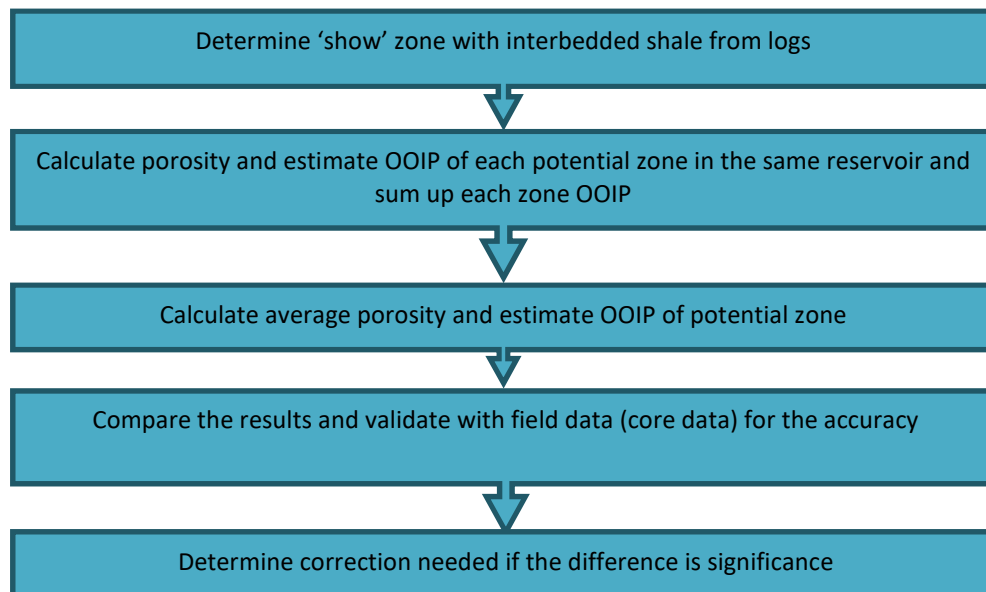 Determine ‘show’ zone with interbedded shale from logs
Calculate porosity and estimate OOIP of each potential zone in the same reservoir and
sum up each zone OOIP
Calculate average porosity and estimate OOIP of potential zone
Compare the results and validate with field data (core data) for the accuracy
Determine correction needed if the difference is significance